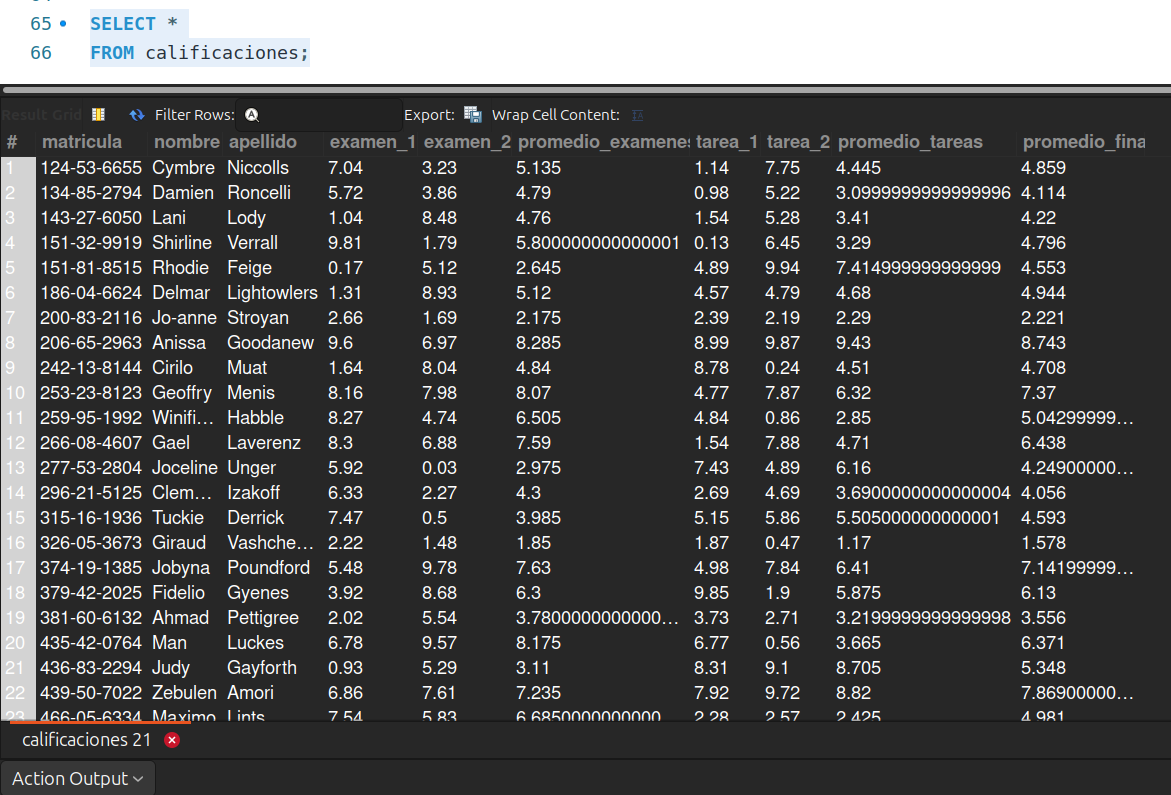 65 SELECT *
66 FROM calificaciones;
Result Grid Filter Rows: Export: Wrap Cell Content: IA
# matricula nombre apellido examen_1 examen_2 promedio_examenes tarea_1 tarea_2 promedio_tareas promedio_fina
1 124-53-6655 Cymbre Niccolls 7.04 3.23 5.135 1.14 7.75 4.445 4.859
2 134-85-2794 Damien Roncelli 5.72 3.86 4.79 0.98 5.22 3.0999999999999996 4.114
3 143-27-6050 Lani Lody 1.04 8.48 4.76 1.54 5.28 3.41 4.22
4 151-32-9919 Shirline Verrall 9.81 1.79 5.800000000000001 0.13 6.45 3.29 4.796
5 151-81-8515 Rhodie Feige 0.17 5.12 2.645 4.89 9.94 7.414999999999999 4.553
6 186-04-6624 Delmar Lightowlers 1.31 8.93 5.12 4.57 4.79 4.68 4.944
7 200-83-2116 Jo-anne Stroyan 2.66 1.69 2.175 2.39 2.19 2.29 2.221
8 206-65-2963 Anissa Goodanew 9.6 6.97 8.285 8.99 9.87 9.43 8.743
9 242-13-8144 Cirilo Muat 1.64 8.04 4.84 8.78 0.24 4.51 4.708
10 253-23-8123 Geoffry Menis 8.16 7.98 8.07 4.77 7.87 6.32 7.37
11 259-95-1992 Winifi... Habble 8.27 4.74 6.505 4.84 0.86 2.85 5.04299999...
12 266-08-4607 Gael Laverenz 8.3 6.88 7.59 1.54 7.88 4.71 6.438
13 277-53-2804 Joceline Unger 5.92 0.03 2.975 7.43 4.89 6.16 4.24900000...
14 296-21-5125 Clem... Izakoff 6.33 2.27 4.3 2.69 4.69 3.6900000000000004 4.056
15 315-16-1936 Tuckie Derrick 7.47 0.5 3.985 5.15 5.86 5.505000000000001 4.593
16 326-05-3673 Giraud Vashche... 2.22 1.48 1.85 1.87 0.47 1.17 1.578
17 374-19-1385 Jobyna Poundford 5.48 9.78 7.63 4.98 7.84 6.41 7.14199999...
18 379-42-2025 Fidelio Gyenes 3.92 8.68 6.3 9.85 1.9 5.875 6.13
19 381-60-6132 Ahmad Pettigree 2.02 5.54 3.7800000000000... 3.73 2.71 3.2199999999999998 3.556
20 435-42-0764 Man Luckes 6.78 9.57 8.175 6.77 0.56 3.665 6.371
21 436-83-2294 Judy Gayforth 0.93 5.29 3.11 8.31 9.1 8.705 5.348
22 439-50-7022 Zebulen Amori 6.86 7.61 7.235 7.92 9.72 8.82 7.86900000...
23 466-05-6334 Maximo Lints 7.54 5.83 6.6850000000000 2.28 2.57 2.425 4.981
calificaciones 21
Action Output